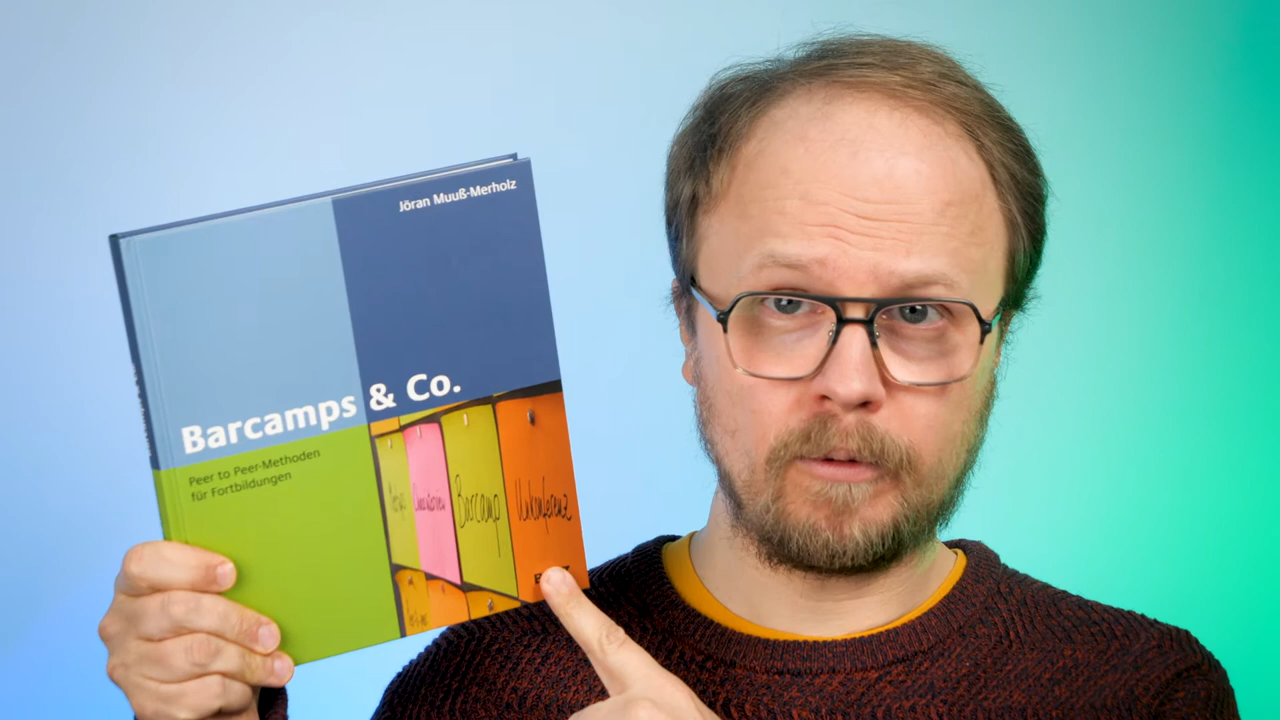 Jöran Muuß-Merholz
Barcamps & Co.
Peer to Peer-Methoden
für Fortbildungen
Barcamp
Unkonferenz